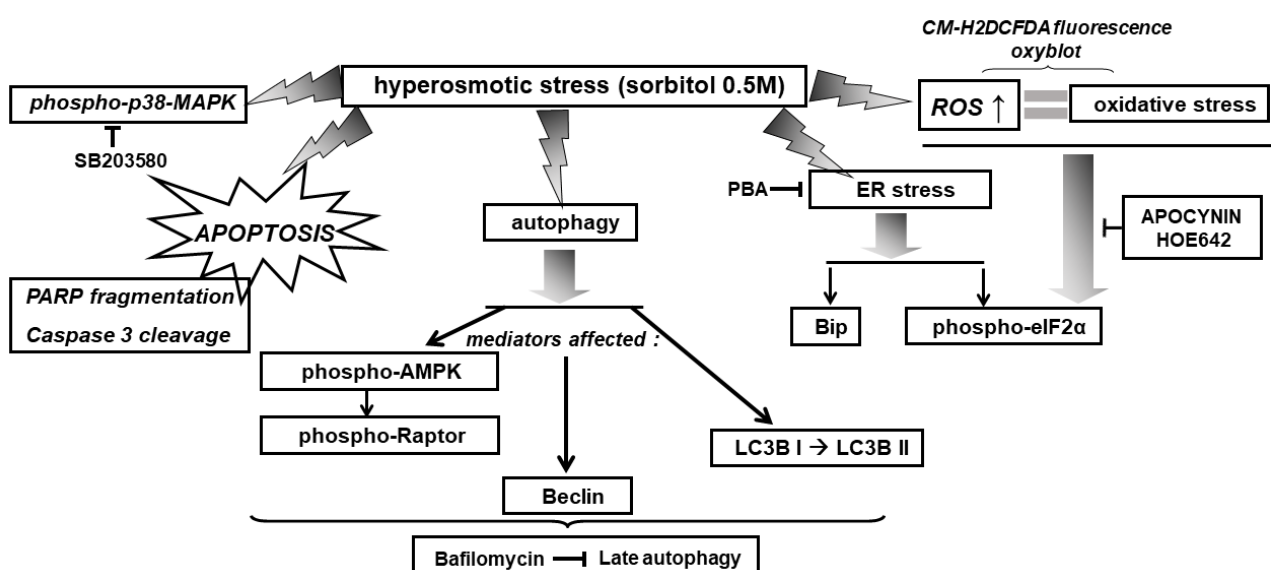 CM-H2DCFDA fluorescence
oxyblot
hyperosmotic stress (sorbitol 0.5M)
phospho-p38-MAPK
ROS ↑
oxidative stress
SB203580
PBA
ER stress
APOPTOSIS
autophagy
APOCYNIN
HOE642
PARP fragmentation
Caspase 3 cleavage
Bip
phospho-eIF2α
mediators affected :
phospho-AMPK
phospho-Raptor
LC3B I → LC3B II
Beclin
Bafilomycin
Late autophagy